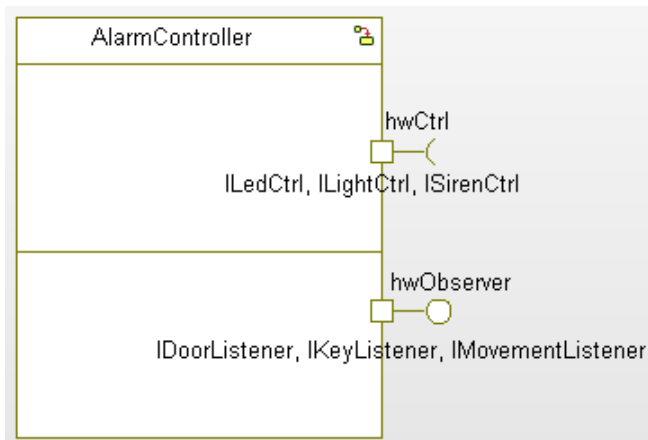 AlarmController
hwCtrl
ILedCtrl, ILightCtrl, ISirenCtrl
hwObserver
IDoorListener, IKeyListener, IMovementListener